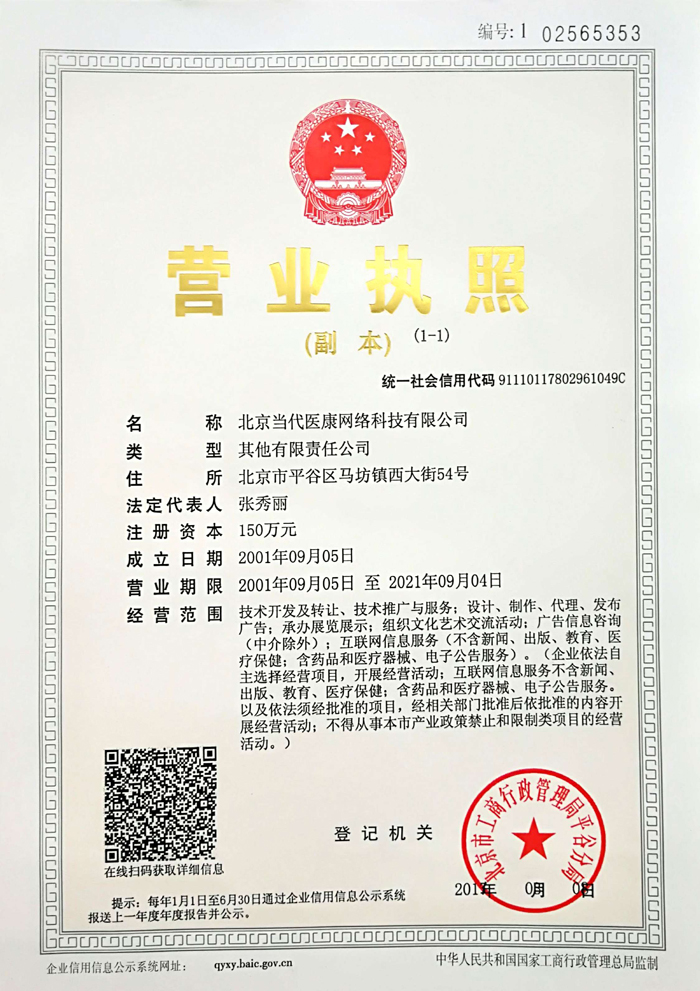 编号: 1 02565353
营业执照
(副 本) (1-1)
统一社会信用代码 91110117802961049C
名 称 北京当代医康网络科技有限公司
类 型 其他有限责任公司
住 所 北京市平谷区马坊镇西大街54号
法定代表人 张秀丽
注册资本 150万元
成立日期 2001年09月05日
营业期限 2001年09月05日 至 2021年09月04日
经营范围 技术开发及转让、技术推广与服务；设计、制作、代理、发布
广告；承办展览展示；组织文化艺术交流活动；广告信息咨询
（中介除外）；互联网信息服务（不含新闻、出版、教育、医
疗保健；含药品和医疗器械、电子公告服务）。（企业依法自
主选择经营项目，开展经营活动；互联网信息服务不含新闻、
出版、教育、医疗保健；含药品和医疗器械、电子公告服务。
以及依法须经批准的项目，经相关部门批准后依批准的内容开
展经营活动；不得从事本市产业政策禁止和限制类项目的经营
活动。）
在线扫码获取详细信息
登记机关
北京市工商行政管理局平谷分局
年 月 日
提示：每年1月1日至6月30日通过企业信用信息公示系统
报送上一年度年度报告并公示。
企业信用信息公示系统网址： qyxy.baic.gov.cn
中华人民共和国国家工商行政管理总局监制